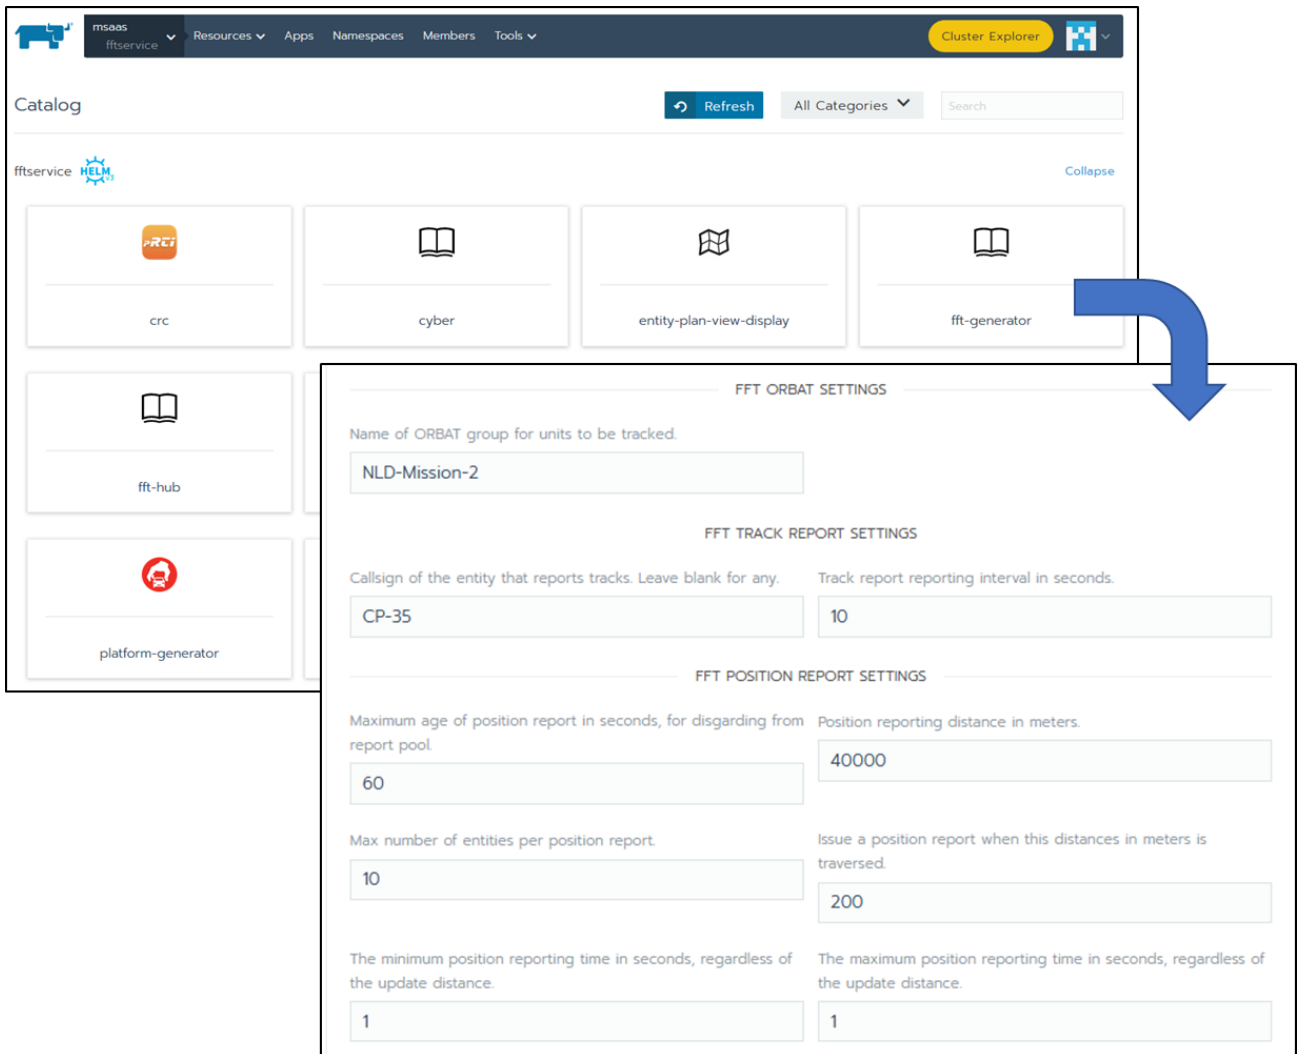 msaas
fftservice
Resources
Apps
Namespaces
Members
Tools
Cluster Explorer
Catalog
Refresh
All Categories
Search
fftservice
HELM
V3
Collapse
pRTI
crc
cyber
entity-plan-view-display
fft-generator
fft-hub
platform-generator
FFT ORBAT SETTINGS
Name of ORBAT group for units to be tracked.
NLD-Mission-2
FFT TRACK REPORT SETTINGS
Callsign of the entity that reports tracks. Leave blank for any.
CP-35
Track report reporting interval in seconds.
10
FFT POSITION REPORT SETTINGS
Maximum age of position report in seconds, for disgarding from
report pool.
60
Position reporting distance in meters.
40000
Max number of entities per position report.
10
Issue a position report when this distances in meters is
traversed.
200
The minimum position reporting time in seconds, regardless of
the update distance.
1
The maximum position reporting time in seconds, regardless of
the update distance.
1